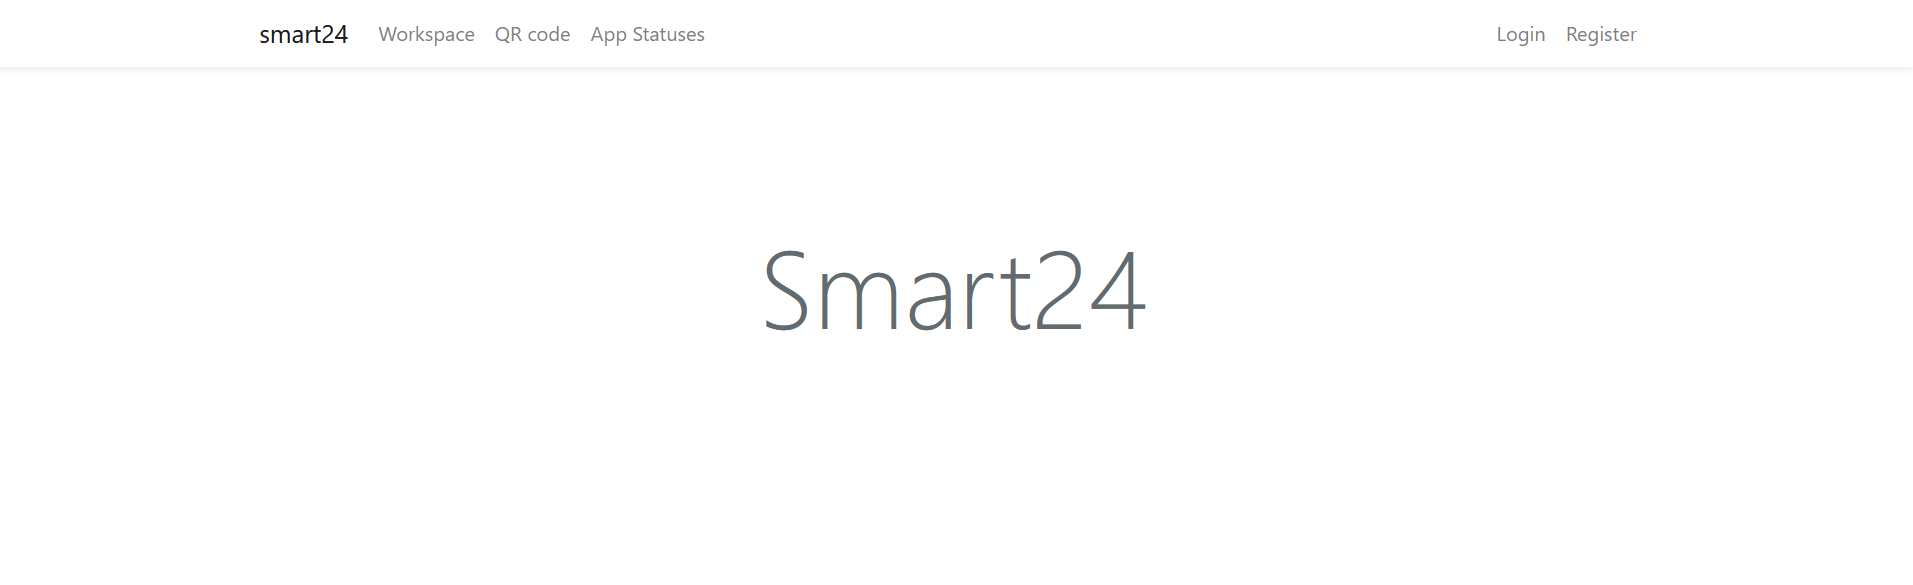 smart24 Workspace QR code App Statuses Login Register
Smart24